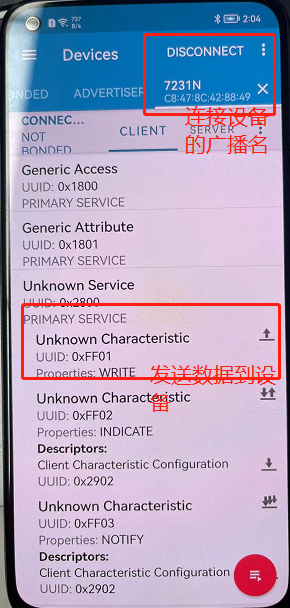 737
B/s
2:04
Devices
DISCONNECT
ONDED
ADVERTISER
7231N
C8:47:8C:42:88:49
连接设备
的广播名
CONNEC...
NOT
BONDED
CLIENT
SERVER
Generic Access
UUID: 0x1800
PRIMARY SERVICE
Generic Attribute
UUID: 0x1801
PRIMARY SERVICE
Unknown Service
UUID: 0x2800
PRIMARY SERVICE
Unknown Characteristic
UUID: 0xFF01
Properties: WRITE
发送数据到设
备
Unknown Characteristic
UUID: 0xFF02
Properties: INDICATE
Descriptors:
Client Characteristic Configuration
UUID: 0x2902
Unknown Characteristic
UUID: 0xFF03
Properties: NOTIFY
Descriptors:
Client Characteristic Configuration
UUID: 0x2902